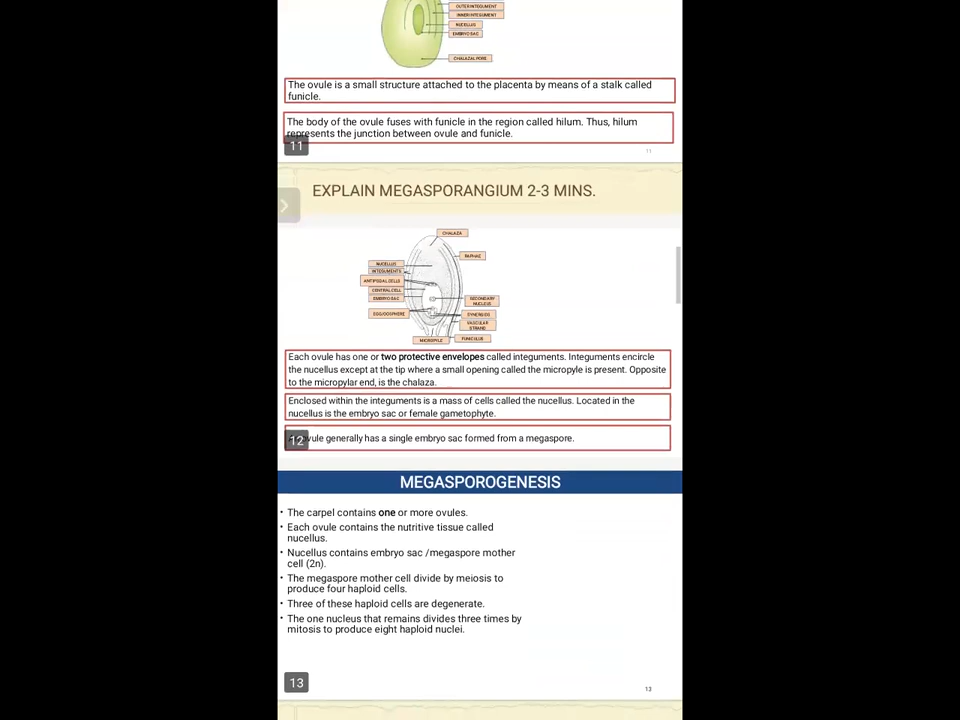 OUTER INTEGUMENT
INNER INTEGUMENT
NUCELLUS
EMBRYO SAC
CHALAZAL PORE
The ovule is a small structure attached to the placenta by means of a stalk called
funicle.
The body of the ovule fuses with funicle in the region called hilum. Thus, hilum
represents the junction between ovule and funicle.
11
11
EXPLAIN MEGASPORANGIUM 2-3 MINS.
CHALAZA
RAPHAE
NUCELLUS
INTEGUMENTS
ANTIPODAL CELLS
CENTRAL CELL
EMBRYO SAC
SECONDARY
NUCLEUS
EGG/OOSPHERE
SYNERGIDS
VASCULAR
STRAND
MICROPYLE
FUNICULUS
Each ovule has one or two protective envelopes called integuments. Integuments encircle
the nucellus except at the tip where a small opening called the micropyle is present. Opposite
to the micropylar end, is the chalaza.
Enclosed within the integuments is a mass of cells called the nucellus. Located in the
nucellus is the embryo sac or female gametophyte.
ovule generally has a single embryo sac formed from a megaspore.
12
MEGASPOROGENESIS
• The carpel contains one or more ovules.
• Each ovule contains the nutritive tissue called
nucellus.
• Nucellus contains embryo sac /megaspore mother
cell (2n).
• The megaspore mother cell divide by meiosis to
produce four haploid cells.
• Three of these haploid cells are degenerate.
• The one nucleus that remains divides three times by
mitosis to produce eight haploid nuclei.
13
13